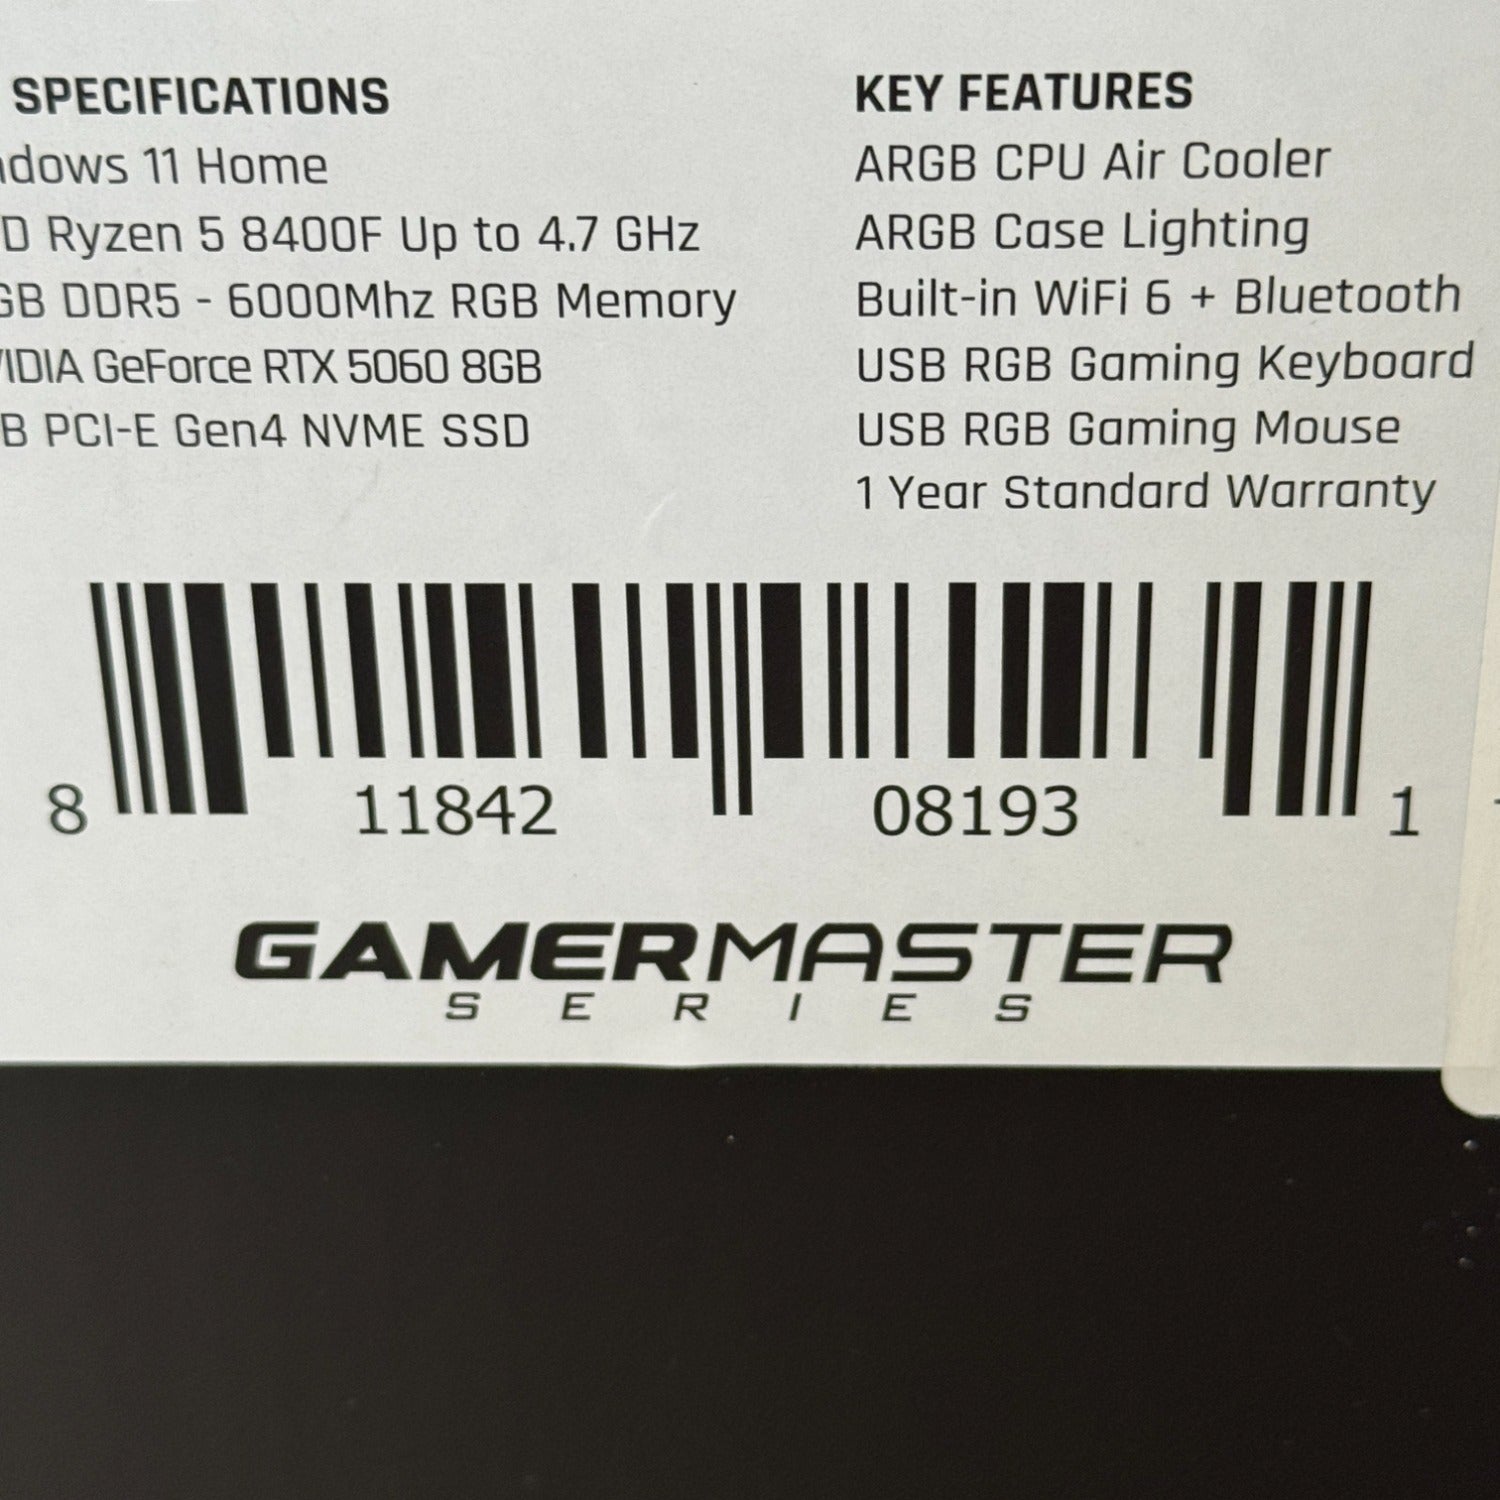 SPECIFICATIONS
dows 11 Home
D Ryzen 5 8400F Up to 4.7 GHz
GB DDR5 - 6000Mhz RGB Memory
VIDIA GeForce RTX 5060 8GB
B PCI-E Gen4 NVME SSD
KEY FEATURES
ARGB CPU Air Cooler
ARGB Case Lighting
Built-in WiFi 6 + Bluetooth
USB RGB Gaming Keyboard
USB RGB Gaming Mouse
1 Year Standard Warranty
8 11842 08193 1
GAMERMASTER
SERIES